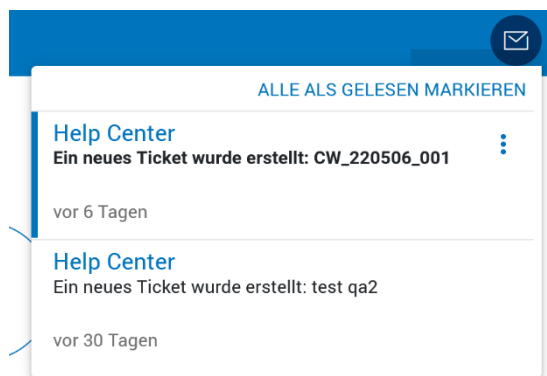 ALLE ALS GELESEN MARKIEREN
Help Center
Ein neues Ticket wurde erstellt: CW_220506_001
vor 6 Tagen
Help Center
Ein neues Ticket wurde erstellt: test qa2
vor 30 Tagen